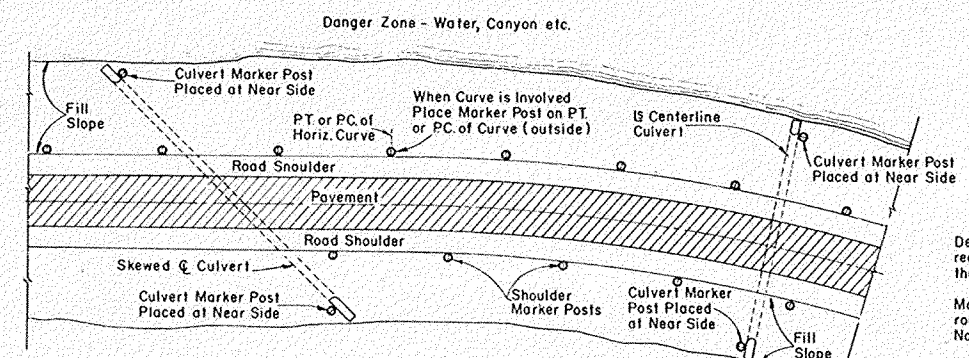 Danger Zone - Water, Canyon etc.
Culvert Marker Post
Placed at Near Side
Fill
Slope
P.T. or P.C. of
Horiz. Curve
When Curve is Involved
Place Marker Post on P.T.
or P.C. of Curve (outside)
Centerline
Culvert
Culvert Marker Post
Placed at Near Side
Road Snoulder
Pavement
Road Shoulder
Skewed ℄ Culvert
Culvert Marker Post
Placed at Near Side
Shoulder
Marker Posts
Culvert Marker
Post Placed
at Near Side
Fill
Slope